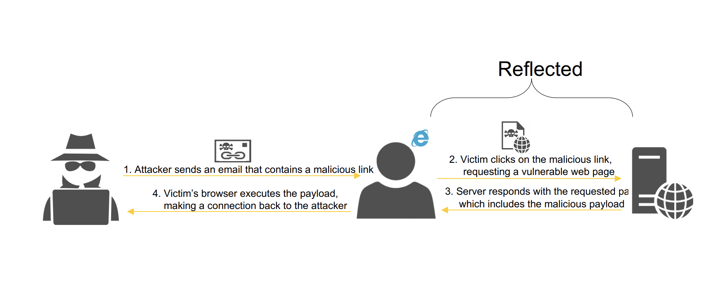 Reflected
1. Attacker sends an email that contains a malicious link
2. Victim clicks on the malicious link,
requesting a vulnerable web page
4. Victim's browser executes the payload,
making a connection back to the attacker
3. Server responds with the requested pa
which includes the malicious payload